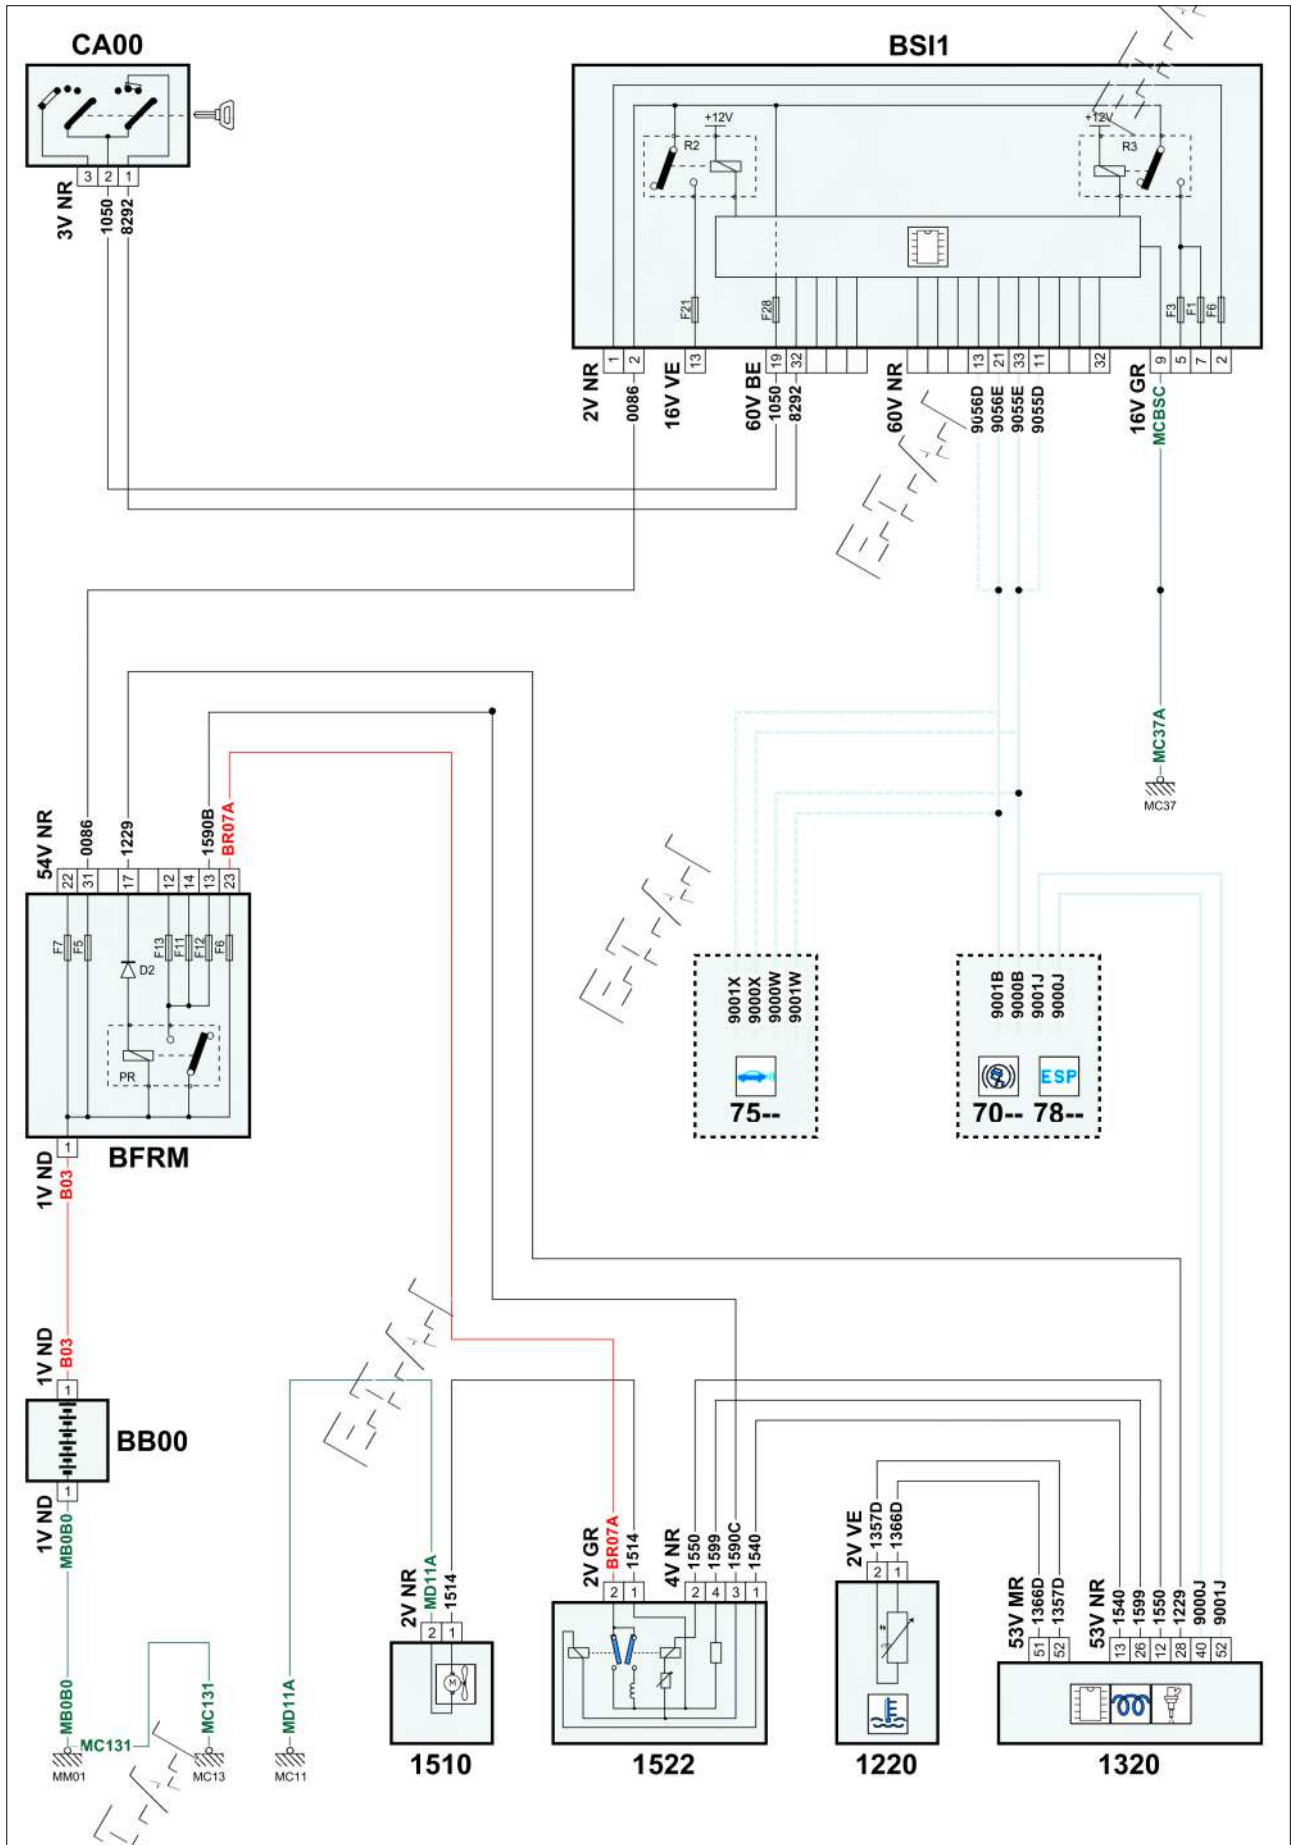 CA00
BSI1
+12V
+12V
R2
R3
3 2 1
3V NR
1050
8292
F21
F28
F3
F1
F6
1 2 13 19 32 13 21 33 11 32 9 5 7 2
2V NR
0086
16V VE
60V BE
1050
8292
60V NR
9056D
9056E
9055E
9055D
16V GR
MCBSC
E-T-A-I
MC37A
MC37
54V NR
0086
1229
1590B
BR07A
22 31 17 12 14 13 23
F7
F5
F13
F11
F12
F6
D2
PR
BFRM
E-T-A-I
9001X
9000X
9000W
9001W
75--
9001B
9000B
9001J
9000J
ESP
70-- 78--
1
1V ND
B03
1V ND
B03
1
BB00
1
1V ND
MB0B0
MB0B0
MC131
MC131
MM01
MC13
MD11A
MC11
E-T-A-I
2V NR
MD11A
1514
2 1
M
1510
2V GR
BR07A
1514
4V NR
1550
1599
1590C
1540
2 1 2 4 3 1
1522
2V VE
1357D
1366D
2 1
1220
53V MR
1366D
1357D
53V NR
1540
1599
1550
1229
9000J
9001J
51 52 13 26 12 28 40 52
1320